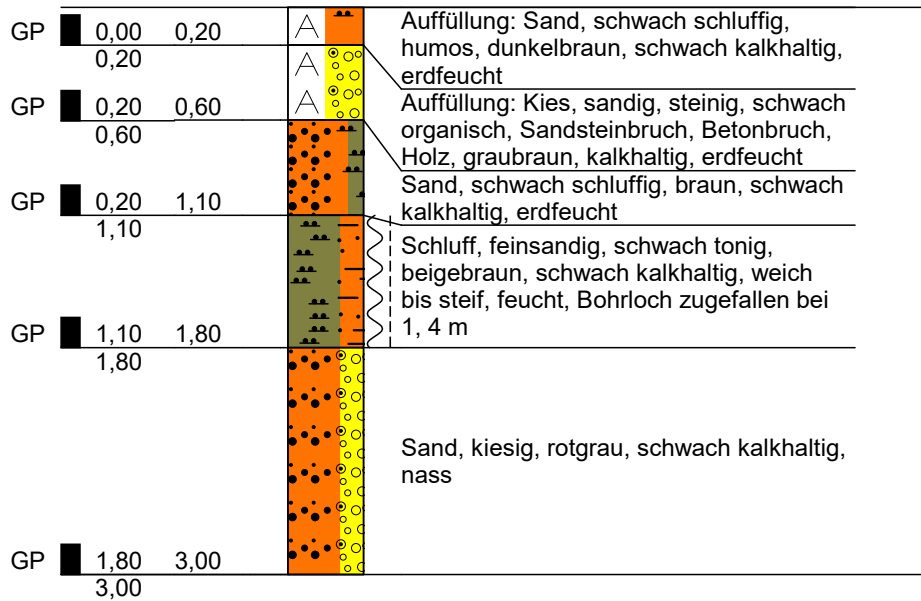 GP 0,00 0,20
0,20
A
Auffüllung: Sand, schwach schluffig,
humos, dunkelbraun, schwach kalkhaltig,
erdfeucht
A
GP 0,20 0,60
0,60
A
Auffüllung: Kies, sandig, steinig, schwach
organisch, Sandsteinbruch, Betonbruch,
Holz, graubraun, kalkhaltig, erdfeucht
GP 0,20 1,10
1,10
Sand, schwach schluffig, braun, schwach
kalkhaltig, erdfeucht
GP 1,10 1,80
1,80
Schluff, feinsandig, schwach tonig,
beigebraun, schwach kalkhaltig, weich
bis steif, feucht, Bohrloch zugefallen bei
1, 4 m
Sand, kiesig, rotgrau, schwach kalkhaltig,
nass
GP 1,80 3,00
3,00